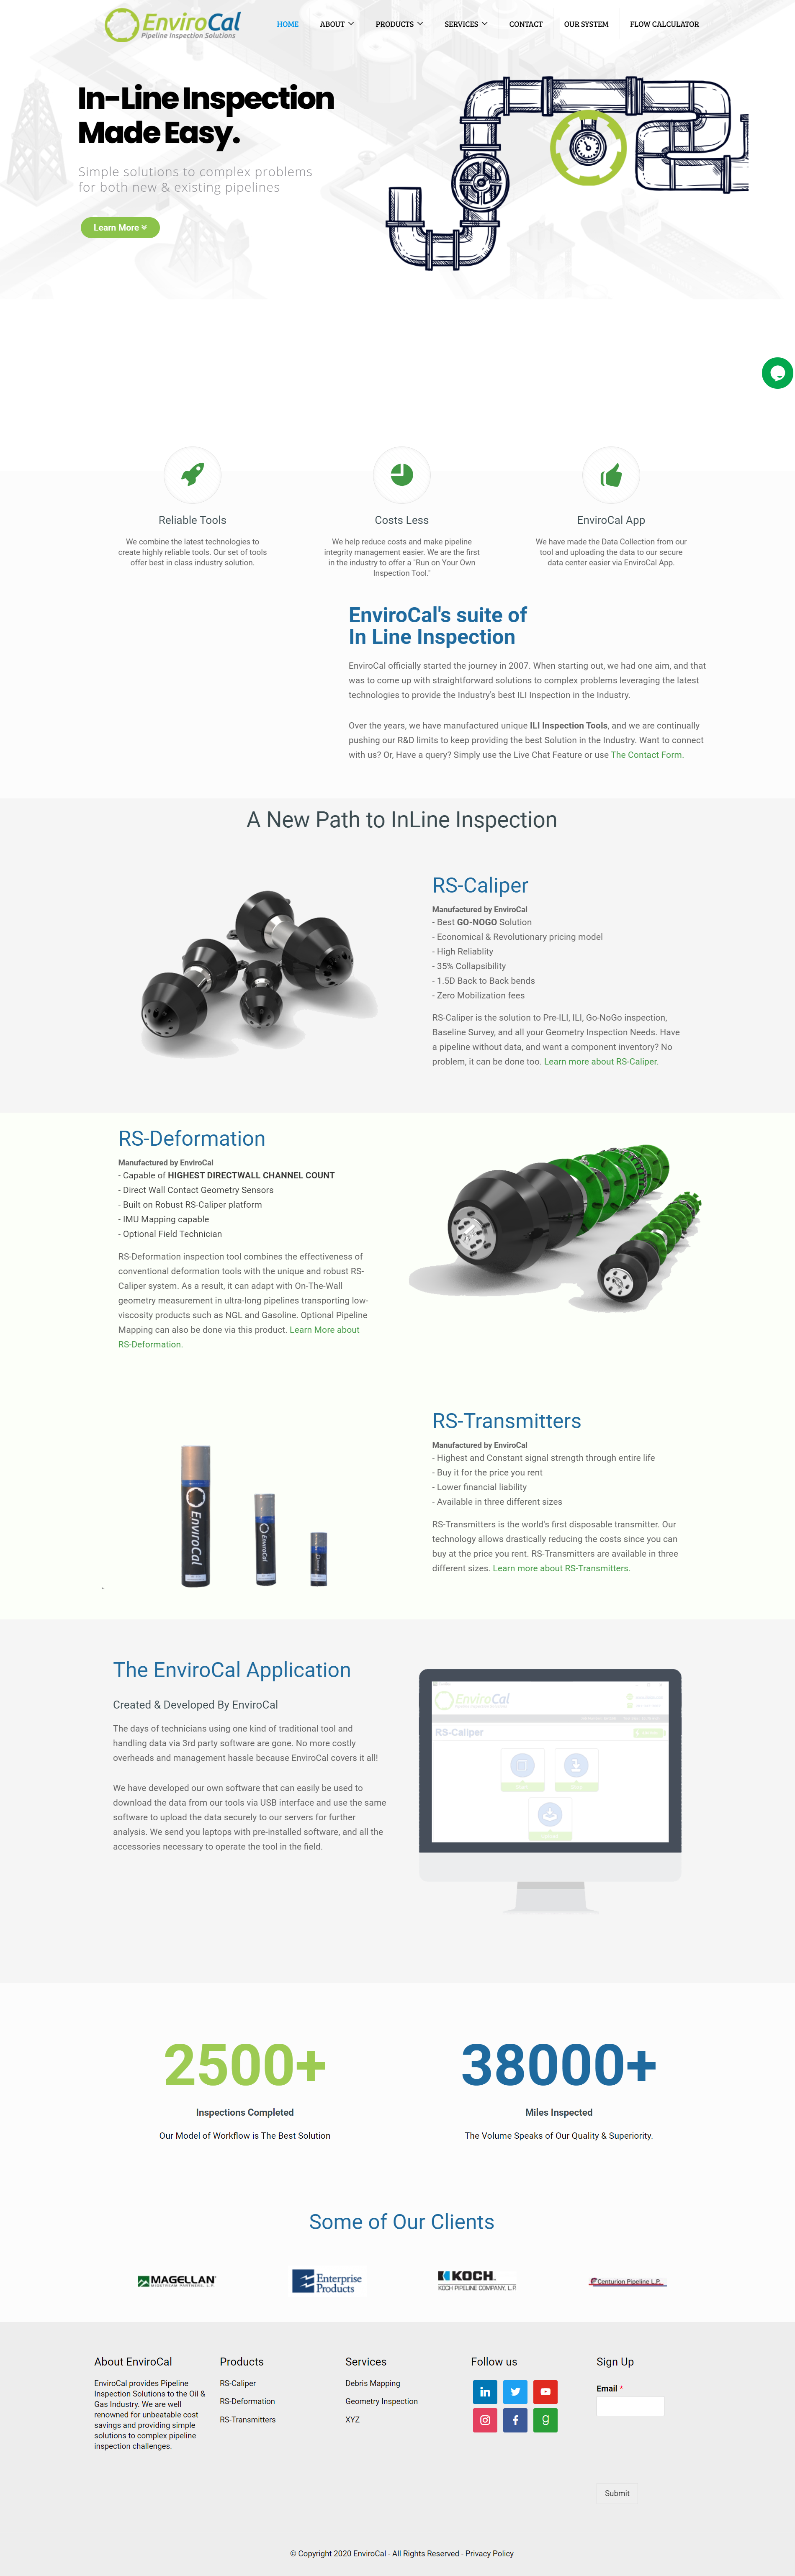 EnviroCal
Pipeline Inspection Solutions
HOME ABOUT PRODUCTS SERVICES CONTACT OUR SYSTEM FLOW CALCULATOR
In-Line Inspection
Made Easy.
Simple solutions to complex problems
for both new & existing pipelines
Learn More
Reliable Tools
We combine the latest technologies to
create highly reliable tools. Our set of tools
offer best in class industry solution.
Costs Less
We help reduce costs and make pipeline
integrity management easier. We are the first
in the industry to offer a "Run on Your Own
Inspection Tool."
EnviroCal App
We have made the Data Collection from our
tool and uploading the data to our secure
data center easier via EnviroCal App.
EnviroCal's suite of
In Line Inspection
EnviroCal officially started the journey in 2007. When starting out, we had one aim, and that
was to come up with straightforward solutions to complex problems leveraging the latest
technologies to provide the Industry's best ILI Inspection in the Industry.
Over the years, we have manufactured unique ILI Inspection Tools, and we are continually
pushing our R&D limits to keep providing the best Solution in the Industry. Want to connect
with us? Or, Have a query? Simply use the Live Chat Feature or use The Contact Form.
A New Path to InLine Inspection
RS-Caliper
Manufactured by EnviroCal
- Best GO-NOGO Solution
- Economical & Revolutionary pricing model
- High Reliablity
- 35% Collapsibility
- 1.5D Back to Back bends
- Zero Mobilization fees
RS-Caliper is the solution to Pre-ILI, ILI, Go-NoGo inspection,
Baseline Survey, and all your Geometry Inspection Needs. Have
a pipeline without data, and want a component inventory? No
problem, it can be done too. Learn more about RS-Caliper.
RS-Deformation
Manufactured by EnviroCal
- Capable of HIGHEST DIRECTWALL CHANNEL COUNT
- Direct Wall Contact Geometry Sensors
- Built on Robust RS-Caliper platform
- IMU Mapping capable
- Optional Field Technician
RS-Deformation inspection tool combines the effectiveness of
conventional deformation tools with the unique and robust RS-
Caliper system. As a result, it can adapt with On-The-Wall
geometry measurement in ultra-long pipelines transporting low-
viscosity products such as NGL and Gasoline. Optional Pipeline
Mapping can also be done via this product. Learn More about
RS-Deformation.
RS-Transmitters
Manufactured by EnviroCal
- Highest and Constant signal strength through entire life
- Buy it for the price you rent
- Lower financial liability
- Available in three different sizes
RS-Transmitters is the world's first disposable transmitter. Our
technology allows drastically reducing the costs since you can
buy at the price you rent. RS-Transmitters are available in three
different sizes. Learn more about RS-Transmitters.
EnviroCal
EnviroCal
The EnviroCal Application
Created & Developed By EnviroCal
The days of technicians using one kind of traditional tool and
handling data via 3rd party software are gone. No more costly
overheads and management hassle because EnviroCal covers it all!
We have developed our own software that can easily be used to
download the data from our tools via USB interface and use the same
software to upload the data securely to our servers for further
analysis. We send you laptops with pre-installed software, and all the
accessories necessary to operate the tool in the field.
EnviroCal
RS-Caliper
2500+
Inspections Completed
Our Model of Workflow is The Best Solution
38000+
Miles Inspected
The Volume Speaks of Our Quality & Superiority.
Some of Our Clients
MAGELLAN
MIDSTREAM PARTNERS, L.P.
Enterprise
Products
KOCH
KOCH PIPELINE COMPANY, L.P.
Centurion Pipeline L.P.
About EnviroCal
EnviroCal provides Pipeline
Inspection Solutions to the Oil &
Gas Industry. We are well
renowned for unbeatable cost
savings and providing simple
solutions to complex pipeline
inspection challenges.
Products
RS-Caliper
RS-Deformation
RS-Transmitters
Services
Debris Mapping
Geometry Inspection
XYZ
Follow us
Sign Up
Email *
Submit
© Copyright 2020 EnviroCal - All Rights Reserved - Privacy Policy